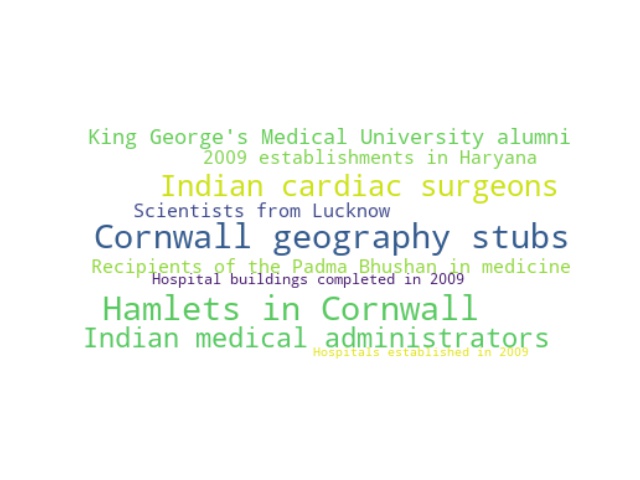 King George's Medical University alumni
2009 establishments in Haryana
Indian cardiac surgeons
Scientists from Lucknow
Cornwall geography stubs
Recipients of the Padma Bhushan in medicine
Hospital buildings completed in 2009
Hamlets in Cornwall
Indian medical administrators
Hospitals established in 2009